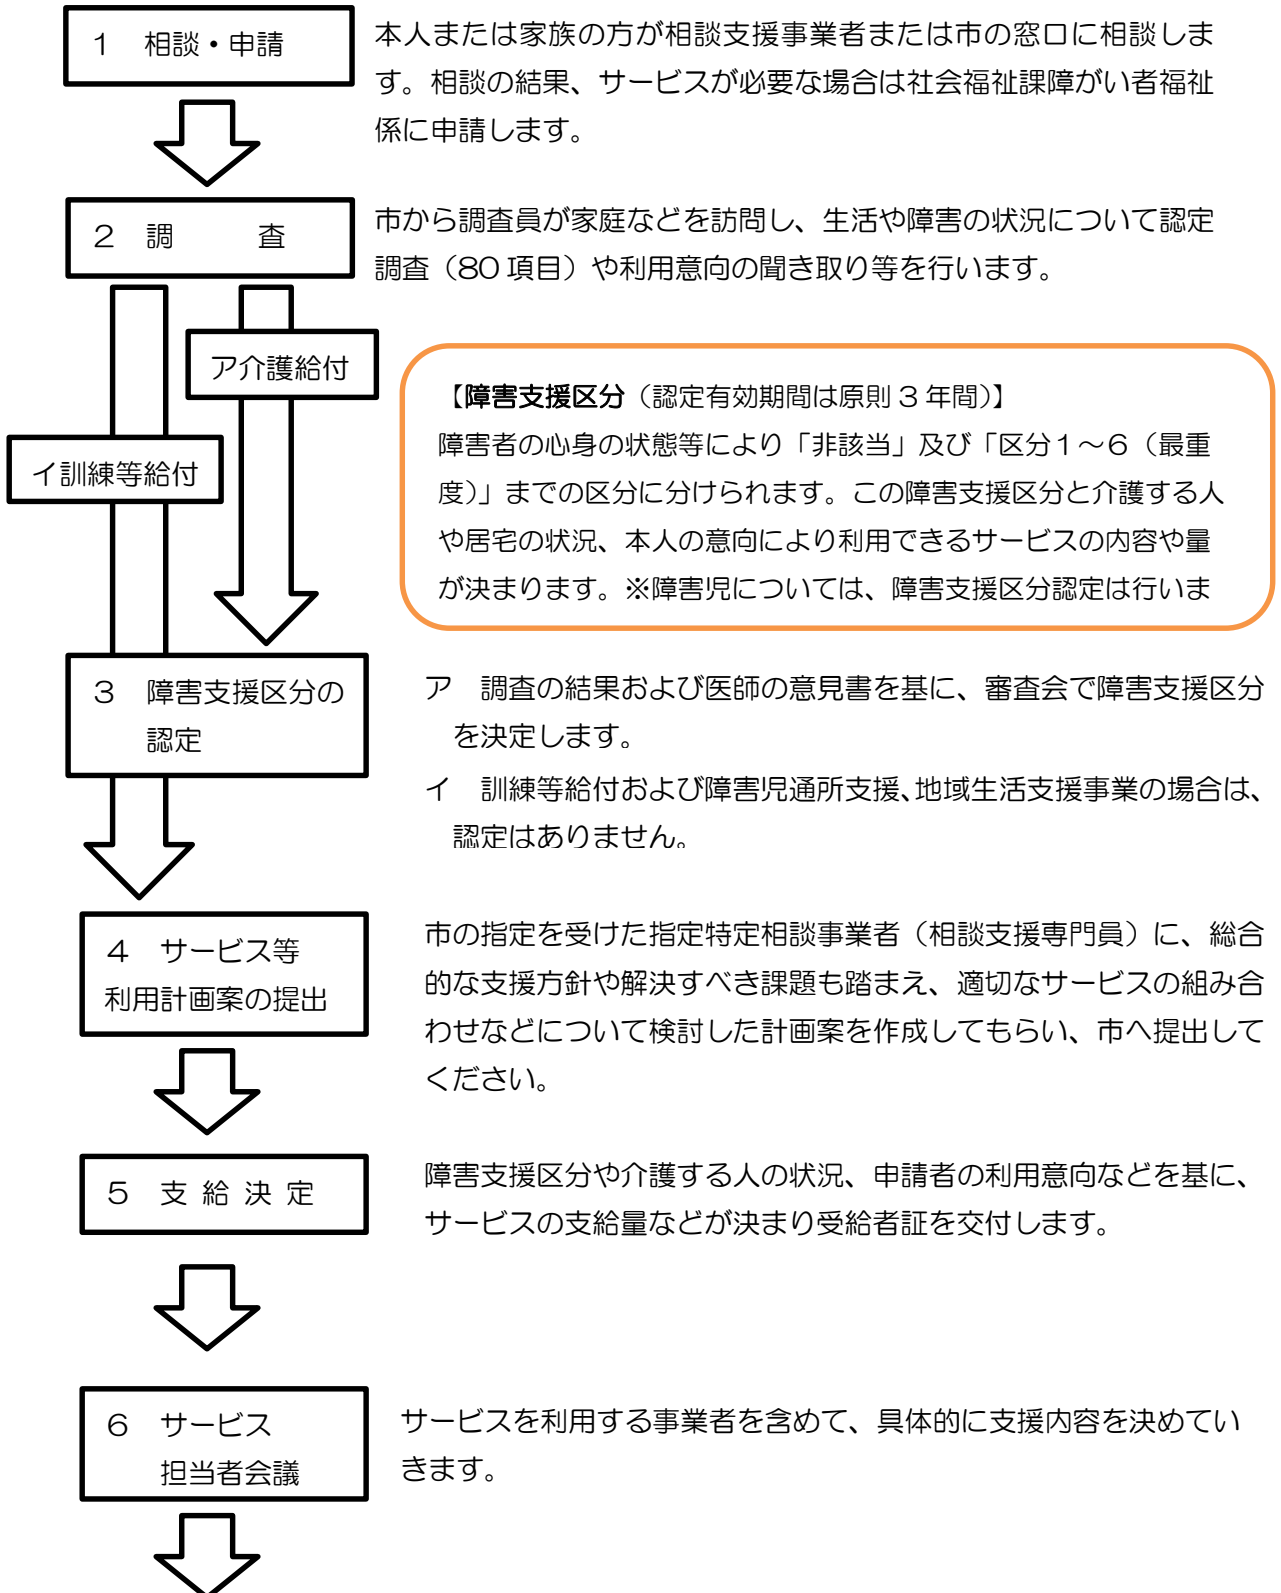 １　相談・申請
本人または家族の方が相談支援事業者または市の窓口に相談しま
す。相談の結果、サービスが必要な場合は社会福祉課障がい者福祉
係に申請します。
２　調　　　査
市から調査員が家庭などを訪問し、生活や障害の状況について認定
調査（80 項目）や利用意向の聞き取り等を行います。
ア介護給付
イ訓練等給付
【障害支援区分（認定有効期間は原則 3 年間）】
障害者の心身の状態等により「非該当」及び「区分１～６（最重
度）」までの区分に分けられます。この障害支援区分と介護する人
や居宅の状況、本人の意向により利用できるサービスの内容や量
が決まります。※障害児については、障害支援区分認定は行いま
３　障害支援区分の
認定
ア　調査の結果および医師の意見書を基に、審査会で障害支援区分
を決定します。
イ　訓練等給付および障害児通所支援、地域生活支援事業の場合は、
認定はありません。
４　サービス等
利用計画案の提出
市の指定を受けた指定特定相談事業者（相談支援専門員）に、総合
的な支援方針や解決すべき課題も踏まえ、適切なサービスの組み合
わせなどについて検討した計画案を作成してもらい、市へ提出して
ください。
５　支 給 決 定
障害支援区分や介護する人の状況、申請者の利用意向などを基に、
サービスの支給量などが決まり受給者証を交付します。
６　サービス
担当者会議
サービスを利用する事業者を含めて、具体的に支援内容を決めてい
きます。